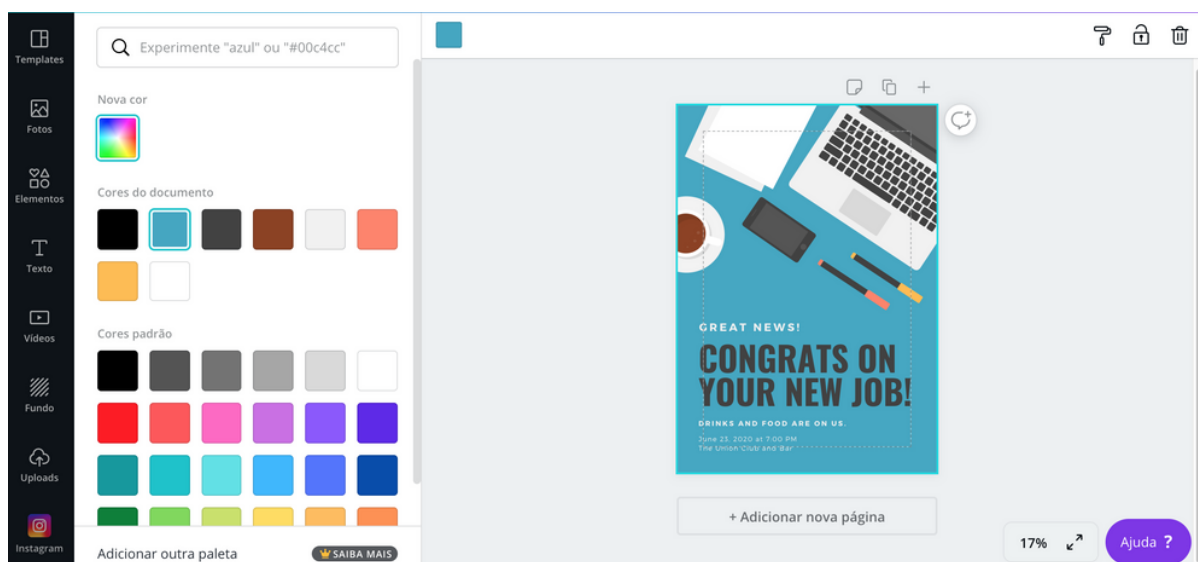 Templates
Fotos
Elementos
Texto
Vídeos
Fundo
Uploads
Instagram
Experimente "azul" ou "#00c4cc"
Nova cor
Cores do documento
Cores padrão
Adicionar outra paleta
SAIBA MAIS
GREAT NEWS!
CONGRATS ON
YOUR NEW JOB!
DRINKS AND FOOD ARE ON US.
June 23, 2020 at 7:00 PM
The Union Club and Bar
+ Adicionar nova página
17%
Ajuda ?